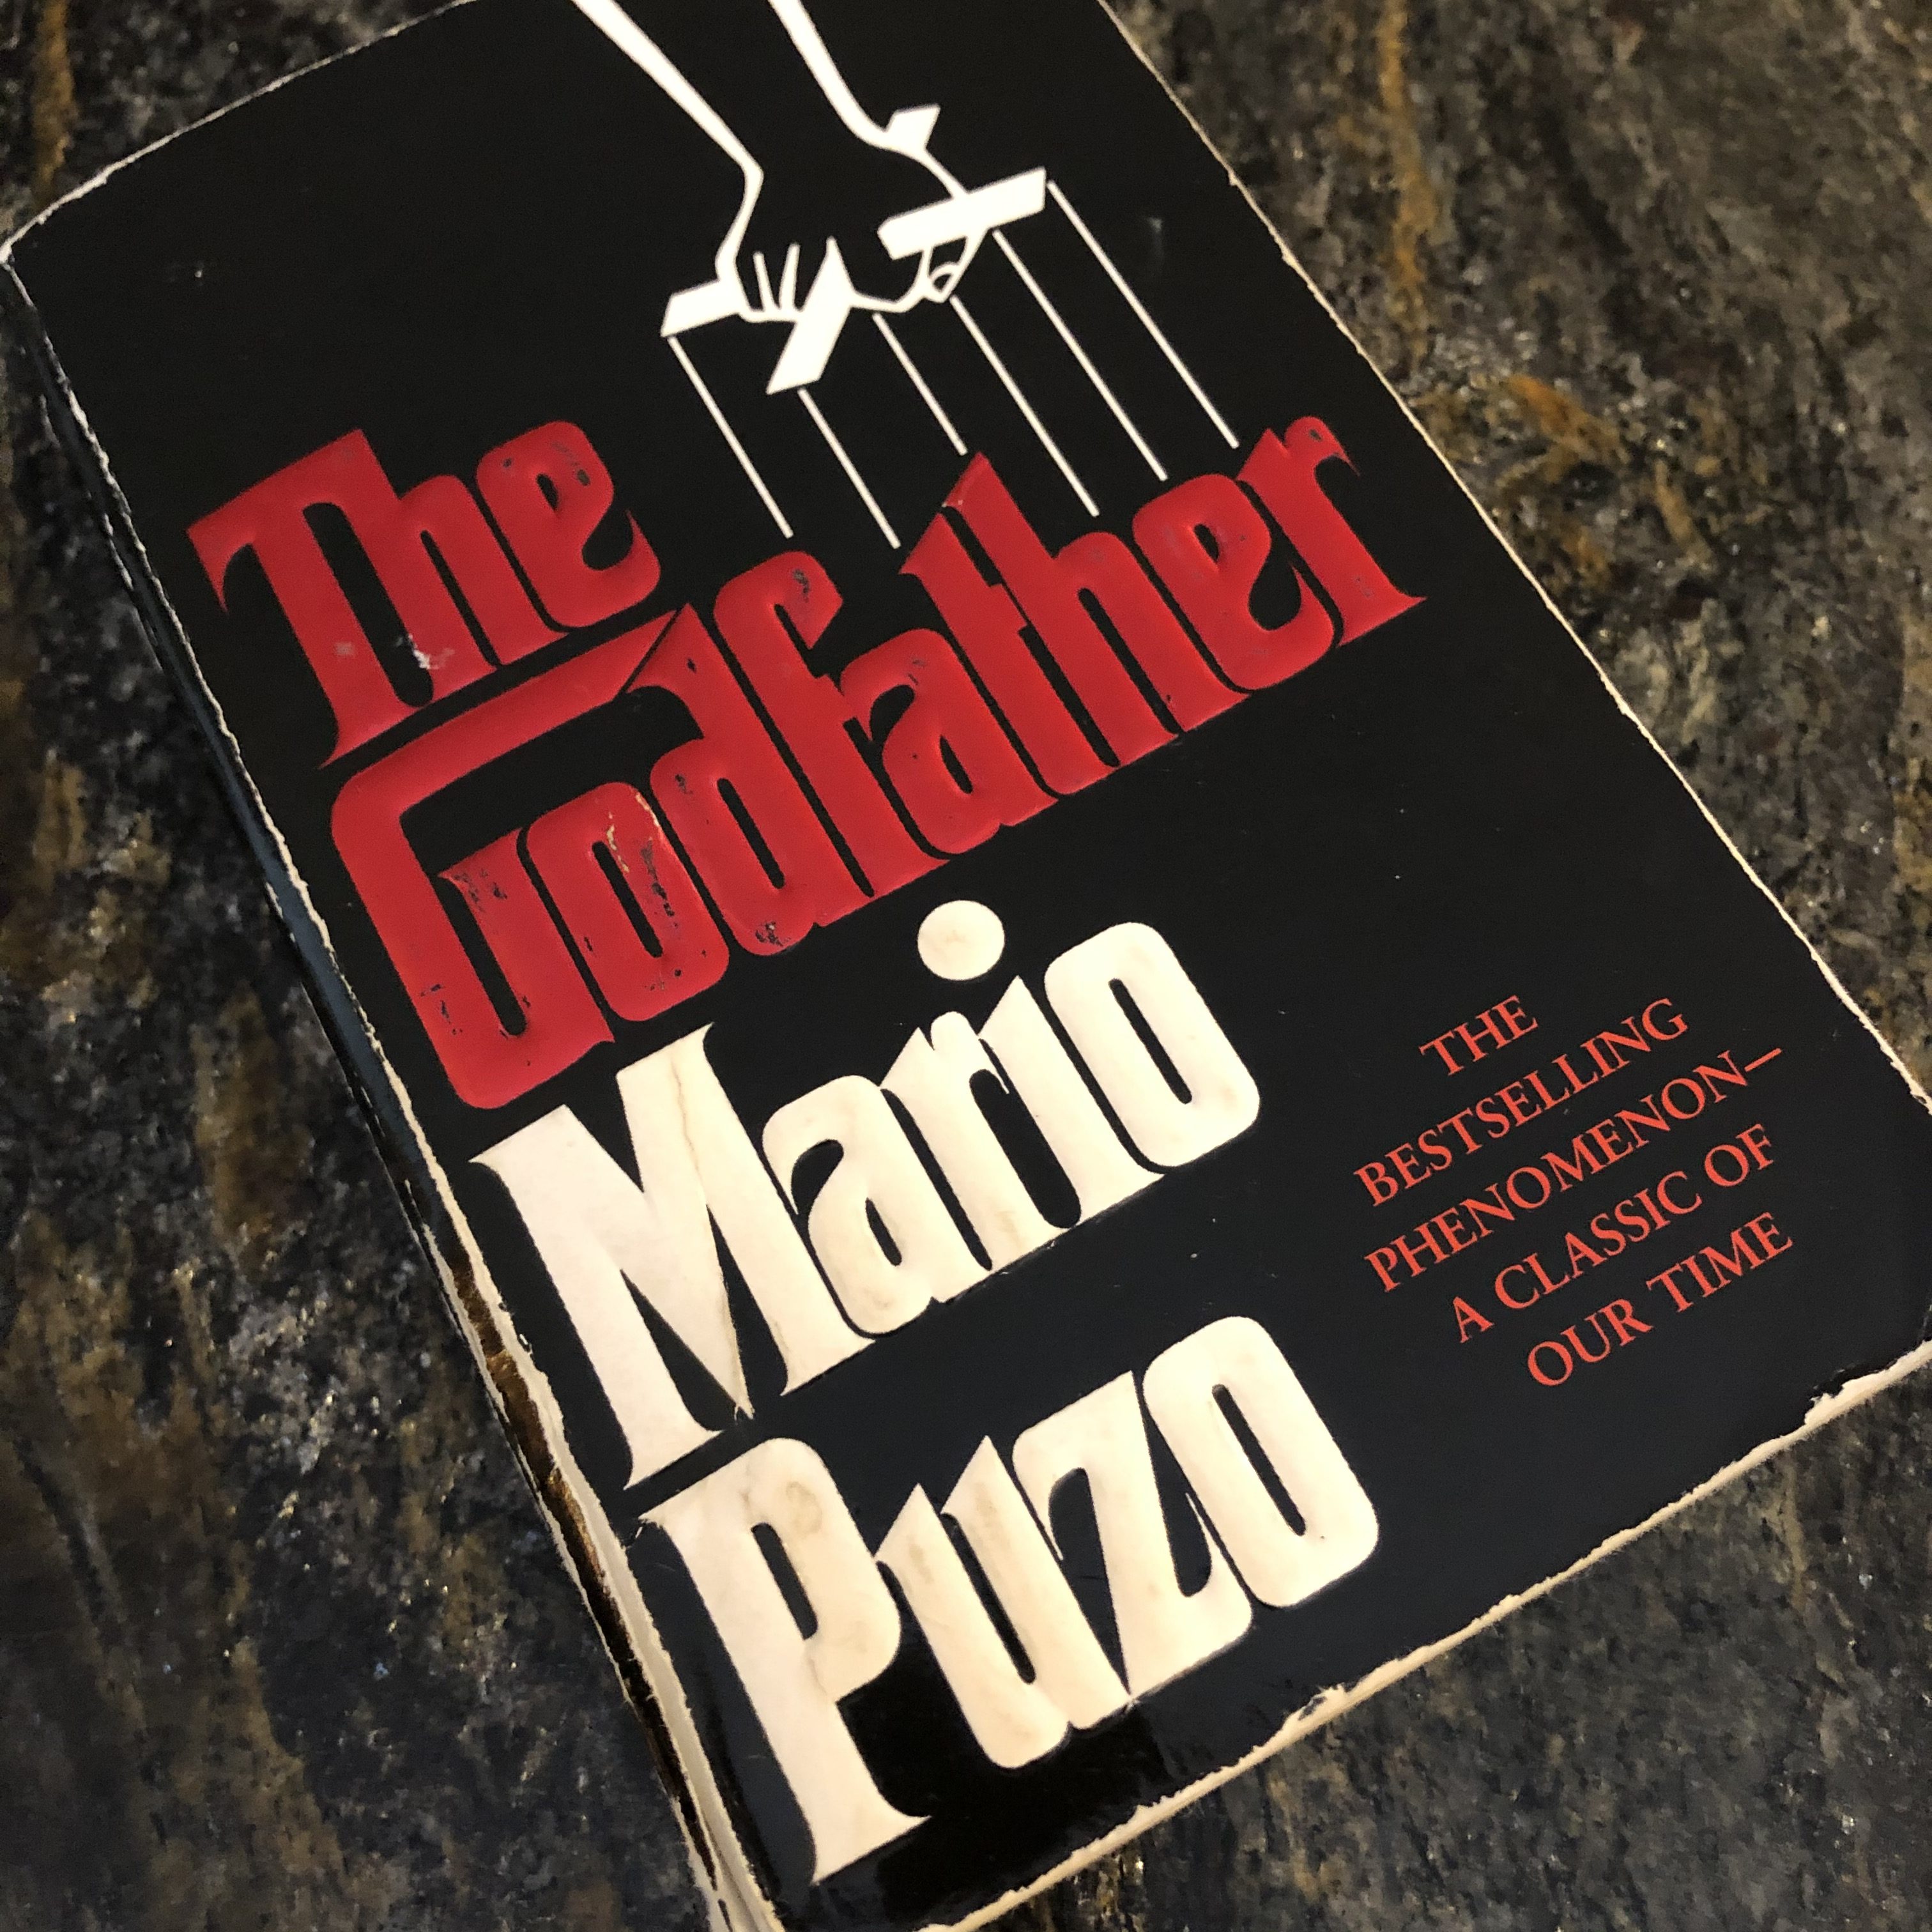 The
Godfather
Mario
Puzo
THE
BESTSELLING
PHENOMENON–
A CLASSIC OF
OUR TIME